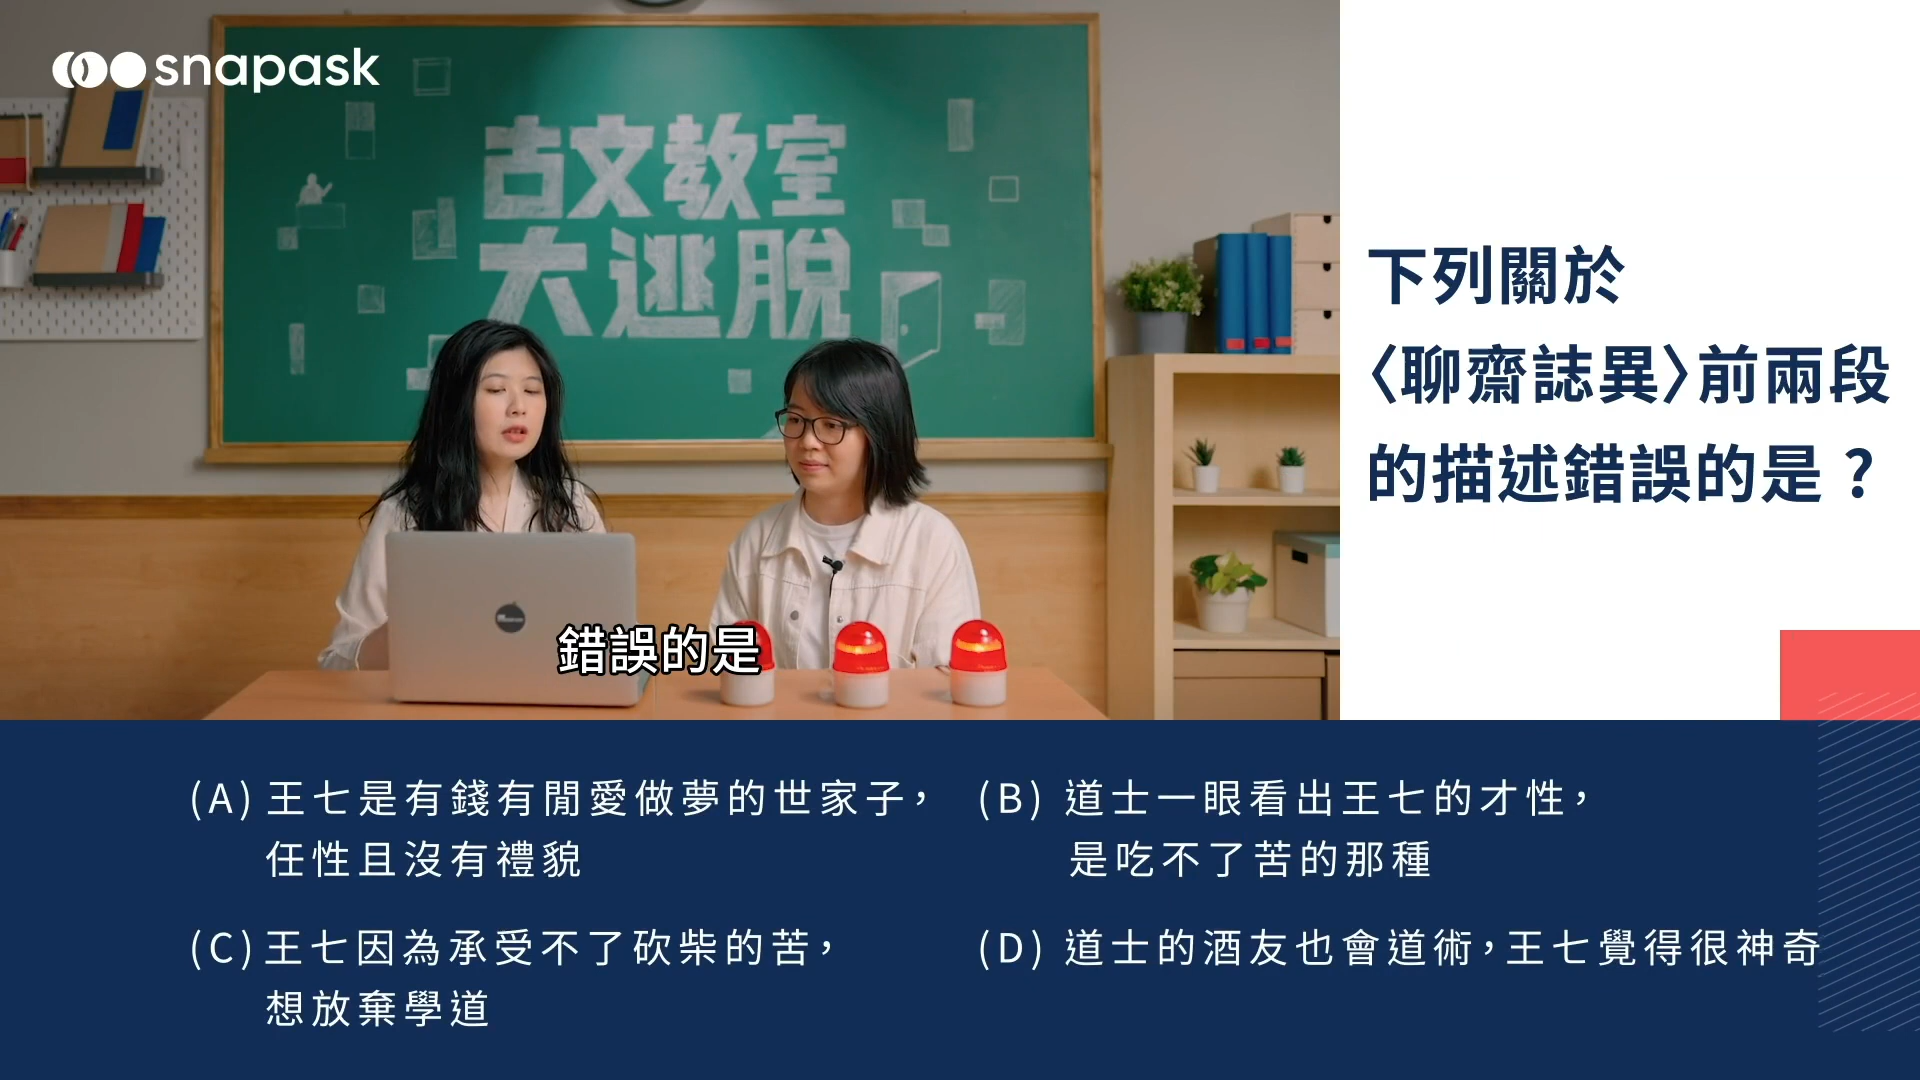 snapask
古文教室
大逃脫
下列關於
〈聊齋誌異〉前兩段
的描述錯誤的是？
錯誤的是
(A) 王七是有錢有閒愛做夢的世家子，
任性且沒有禮貌
(B) 道士一眼看出王七的才性，
是吃不了苦的那種
(C) 王七因為承受不了砍柴的苦，
想放棄學道
(D) 道士的酒友也會道術，王七覺得很神奇